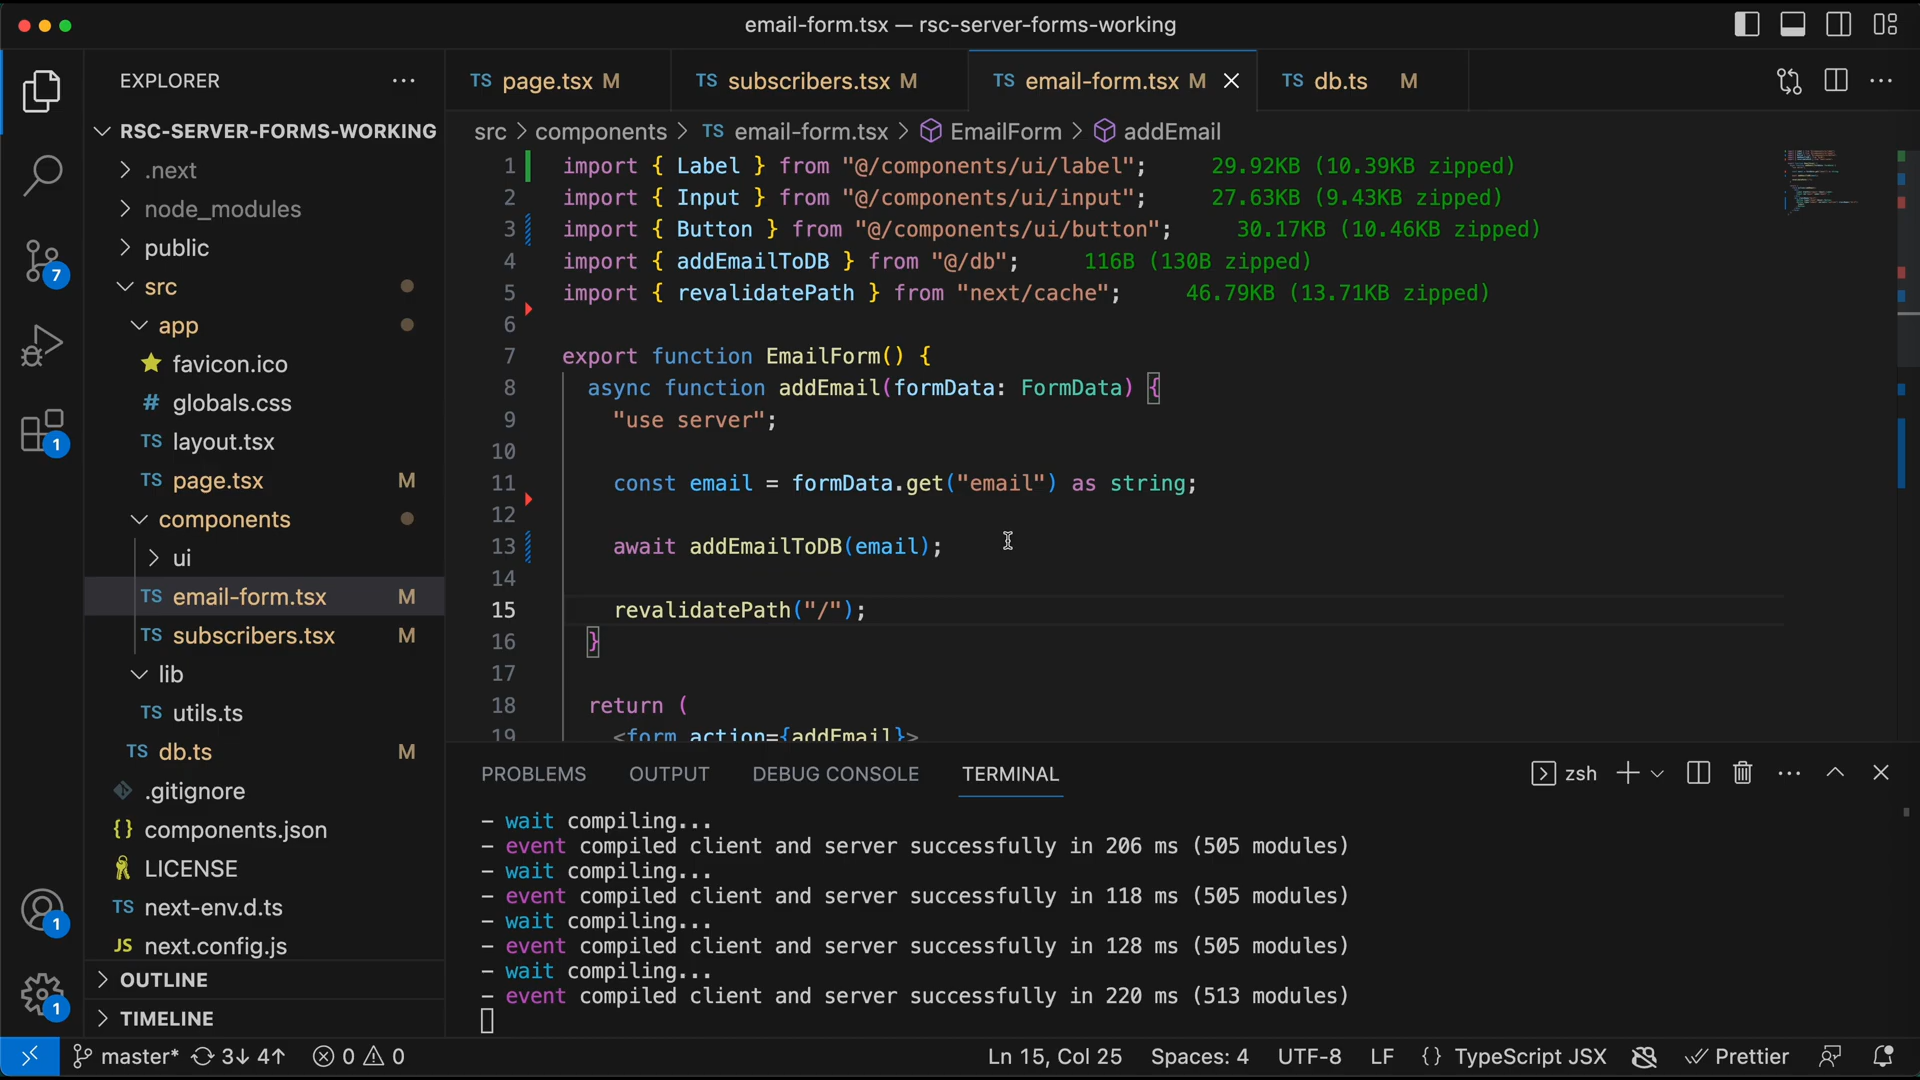 email-form.tsx — rsc-server-forms-working
EXPLORER
RSC-SERVER-FORMS-WORKING
.next
node_modules
public
src
app
favicon.ico
# globals.css
TS layout.tsx
TS page.tsx M
components
ui
TS email-form.tsx M
TS subscribers.tsx M
lib
TS utils.ts
TS db.ts M
.gitignore
{} components.json
LICENSE
TS next-env.d.ts
JS next.config.js
OUTLINE
TIMELINE
7
1
1
1
TS page.tsx M
TS subscribers.tsx M
TS email-form.tsx M
TS db.ts M
src > components > TS email-form.tsx > EmailForm > addEmail
1 import { Label } from "@/components/ui/label"; 29.92KB (10.39KB zipped)
2 import { Input } from "@/components/ui/input"; 27.63KB (9.43KB zipped)
3 import { Button } from "@/components/ui/button"; 30.17KB (10.46KB zipped)
4 import { addEmailToDB } from "@/db"; 116B (130B zipped)
5 import { revalidatePath } from "next/cache"; 46.79KB (13.71KB zipped)
6
7 export function EmailForm() {
8 async function addEmail(formData: FormData) {
9 "use server";
10
11 const email = formData.get("email") as string;
12
13 await addEmailToDB(email);
14
15 revalidatePath("/");
16 }
17
18 return (
19 <form action={addEmail}>
PROBLEMS OUTPUT DEBUG CONSOLE TERMINAL
zsh
- wait compiling...
- event compiled client and server successfully in 206 ms (505 modules)
- wait compiling...
- event compiled client and server successfully in 118 ms (505 modules)
- wait compiling...
- event compiled client and server successfully in 128 ms (505 modules)
- wait compiling...
- event compiled client and server successfully in 220 ms (513 modules)
master* 3↓ 4↑ 0 0
Ln 15, Col 25 Spaces: 4 UTF-8 LF {} TypeScript JSX Prettier